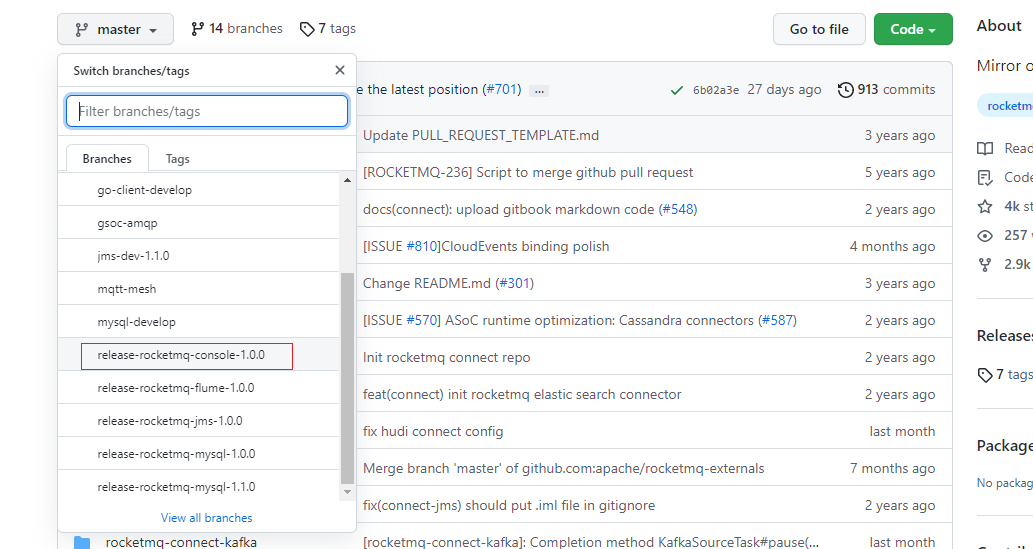 master 14 branches 7 tags Go to file Code
About
Switch branches/tags
Mirror o
e the latest position (#701) ... 6b02a3e 27 days ago 913 commits
Filter branches/tags
rocketm
Update PULL_REQUEST_TEMPLATE.md 3 years ago
Read
Branches Tags
[ROCKETMQ-236] Script to merge github pull request 5 years ago
Code
go-client-develop
docs(connect): upload gitbook markdown code (#548) 2 years ago
4k st
gsoc-amqp
257 w
[ISSUE #810]CloudEvents binding polish 4 months ago
jms-dev-1.1.0
2.9k
mqtt-mesh
Change README.md (#301) 3 years ago
mysql-develop
[ISSUE #570] ASoC runtime optimization: Cassandra connectors (#587) 2 years ago
Releases
release-rocketmq-console-1.0.0
Init rocketmq connect repo 2 years ago
7 tags
release-rocketmq-flume-1.0.0
feat(connect) init rocketmq elastic search connector 2 years ago
release-rocketmq-jms-1.0.0
fix hudi connect config last month
Package
release-rocketmq-mysql-1.0.0
Merge branch 'master' of github.com:apache/rocketmq-externals 7 months ago
No packag
release-rocketmq-mysql-1.1.0
fix(connect-jms) should put .iml file in gitignore 2 years ago
View all branches
rocketmq-connect-kafka [rocketmq-connect-kafka]: Completion method KafkaSourceTask#pause(... last month